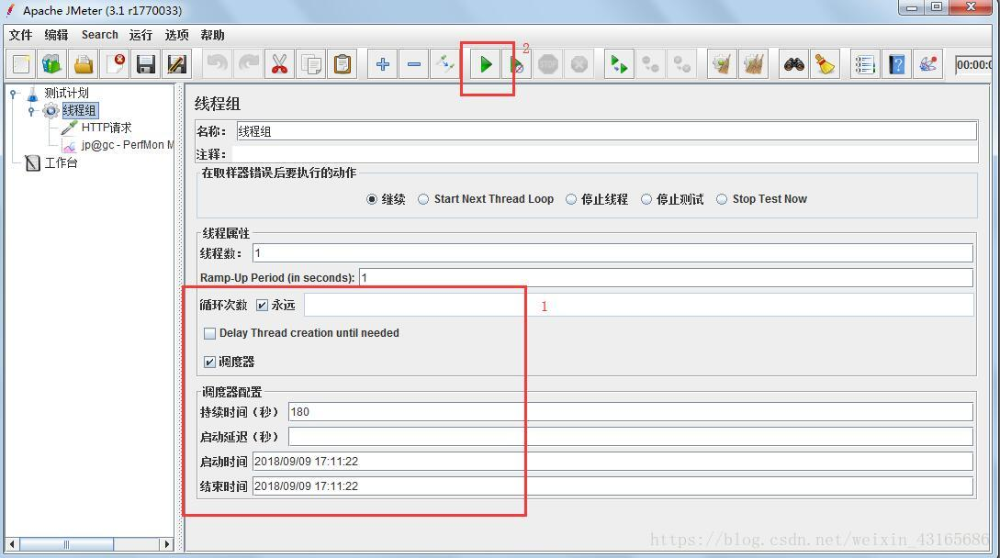 Apache JMeter (3.1 r1770033)
文件 编辑 Search 运行 选项 帮助
2
STOP
00:00:0
测试计划
线程组
HTTP请求
jp@gc - PerfMon M
工作台
线程组
名称： 线程组
注释：
在取样器错误后要执行的动作
继续 Start Next Thread Loop 停止线程 停止测试 Stop Test Now
线程属性
线程数： 1
Ramp-Up Period (in seconds): 1
循环次数 永远
1
Delay Thread creation until needed
调度器
调度器配置
持续时间（秒） 180
启动延迟（秒）
启动时间 2018/09/09 17:11:22
结束时间 2018/09/09 17:11:22
https://blog.csdn.net/weixin_43165686